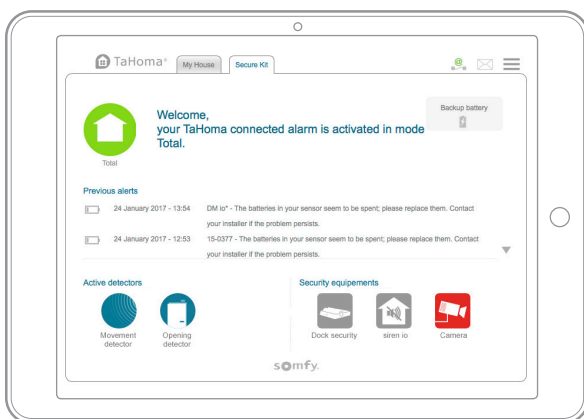 TaHoma®
My House
Secure Kit
@
Backup battery
Welcome,
your TaHoma connected alarm is activated in mode
Total.
Total
Previous alerts
24 January 2017 - 13:54
DM io* - The batteries in your sensor seem to be spent; please replace them. Contact
your installer if the problem persists.
24 January 2017 - 12:53
15-0377 - The batteries in your sensor seem to be spent; please replace them. Contact
your installer if the problem persists.
Active detectors
Security equipements
Movement
detector
Opening
detector
Dock security
siren io
Camera
somfy.